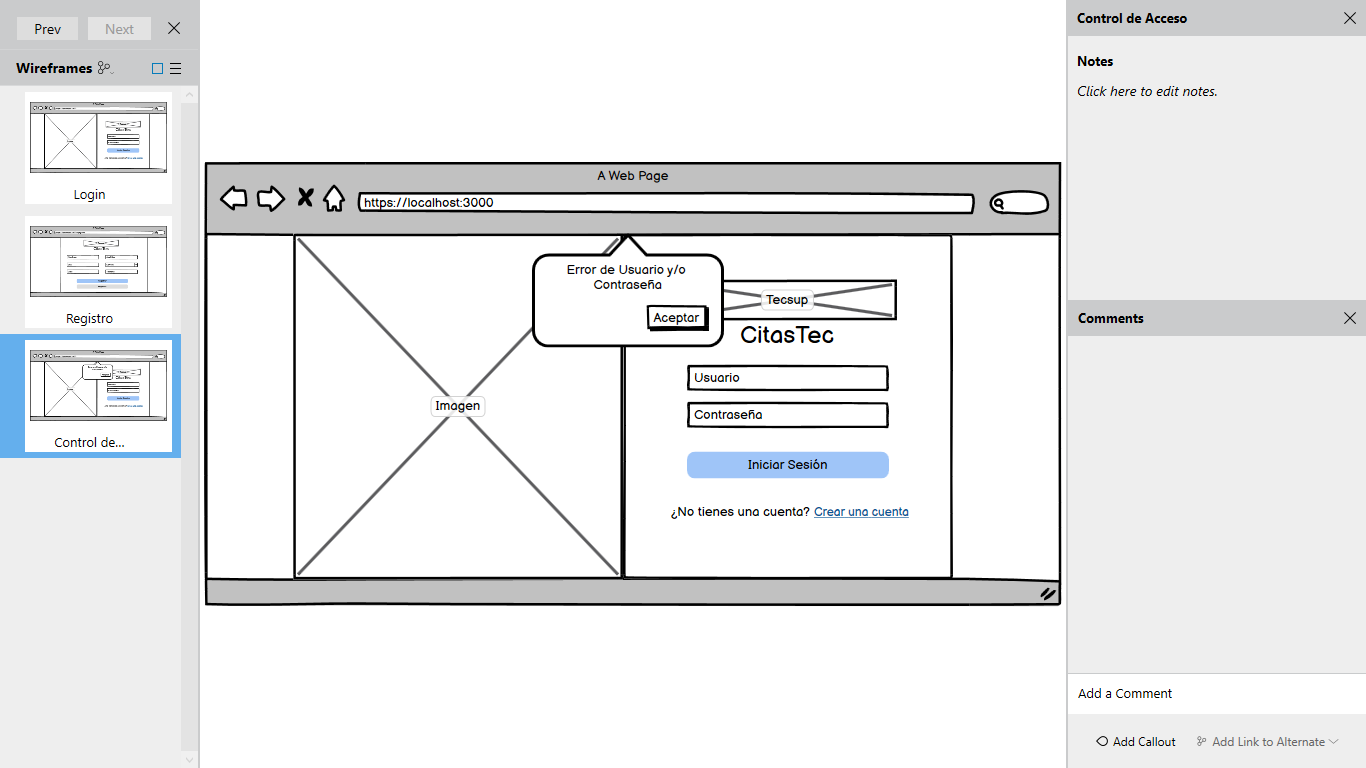 Prev
Next
Wireframes
Login
Registro
Control de...
A Web Page
https://localhost:3000
Error de Usuario y/o
Contraseña
Aceptar
Imagen
Tecsup
CitasTec
Usuario
Contraseña
Iniciar Sesión
¿No tienes una cuenta? Crear una cuenta
Control de Acceso
Notes
Click here to edit notes.
Comments
Add a Comment
Add Callout
Add Link to Alternate